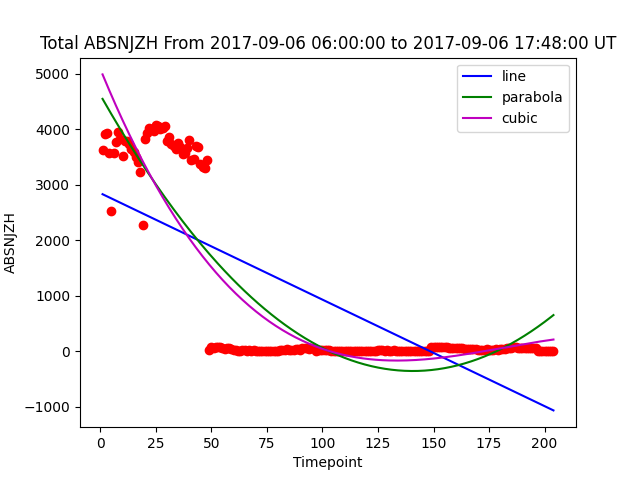 Total ABSNJZH From 2017-09-06 06:00:00 to 2017-09-06 17:48:00 UT
line
parabola
cubic
5000
4000
3000
2000
1000
0
−1000
ABSNJZH
0 25 50 75 100 125 150 175 200
Timepoint